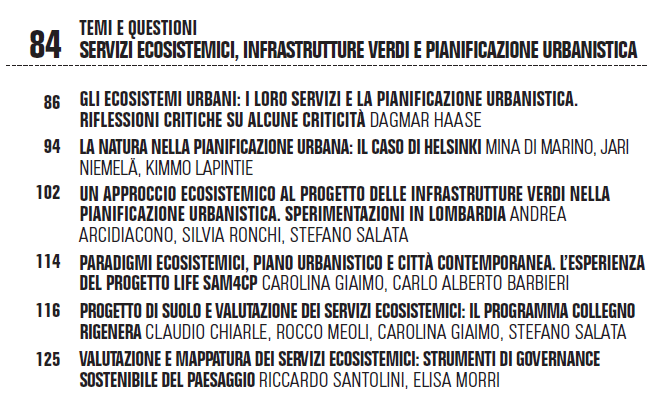 TEMI E QUESTIONI
84 SERVIZI ECOSISTEMICI, INFRASTRUTTURE VERDI E PIANIFICAZIONE URBANISTICA
86 GLI ECOSISTEMI URBANI: I LORO SERVIZI E LA PIANIFICAZIONE URBANISTICA.
RIFLESSIONI CRITICHE SU ALCUNE CRITICITÀ DAGMAR HAASE
94 LA NATURA NELLA PIANIFICAZIONE URBANA: IL CASO DI HELSINKI MINA DI MARINO, JARI
NIEMELÄ, KIMMO LAPINTIE
102 UN APPROCCIO ECOSISTEMICO AL PROGETTO DELLE INFRASTRUTTURE VERDI NELLA
PIANIFICAZIONE URBANISTICA. SPERIMENTAZIONI IN LOMBARDIA ANDREA
ARCIDIACONO, SILVIA RONCHI, STEFANO SALATA
114 PARADIGMI ECOSISTEMICI, PIANO URBANISTICO E CITTÀ CONTEMPORANEA. L'ESPERIENZA
DEL PROGETTO LIFE SAM4CP CAROLINA GIAIMO, CARLO ALBERTO BARBIERI
116 PROGETTO DI SUOLO E VALUTAZIONE DEI SERVIZI ECOSISTEMICI: IL PROGRAMMA COLLEGNO
RIGENERA CLAUDIO CHIARLE, ROCCO MEOLI, CAROLINA GIAIMO, STEFANO SALATA
125 VALUTAZIONE E MAPPATURA DEI SERVIZI ECOSISTEMICI: STRUMENTI DI GOVERNANCE
SOSTENIBILE DEL PAESAGGIO RICCARDO SANTOLINI, ELISA MORRI